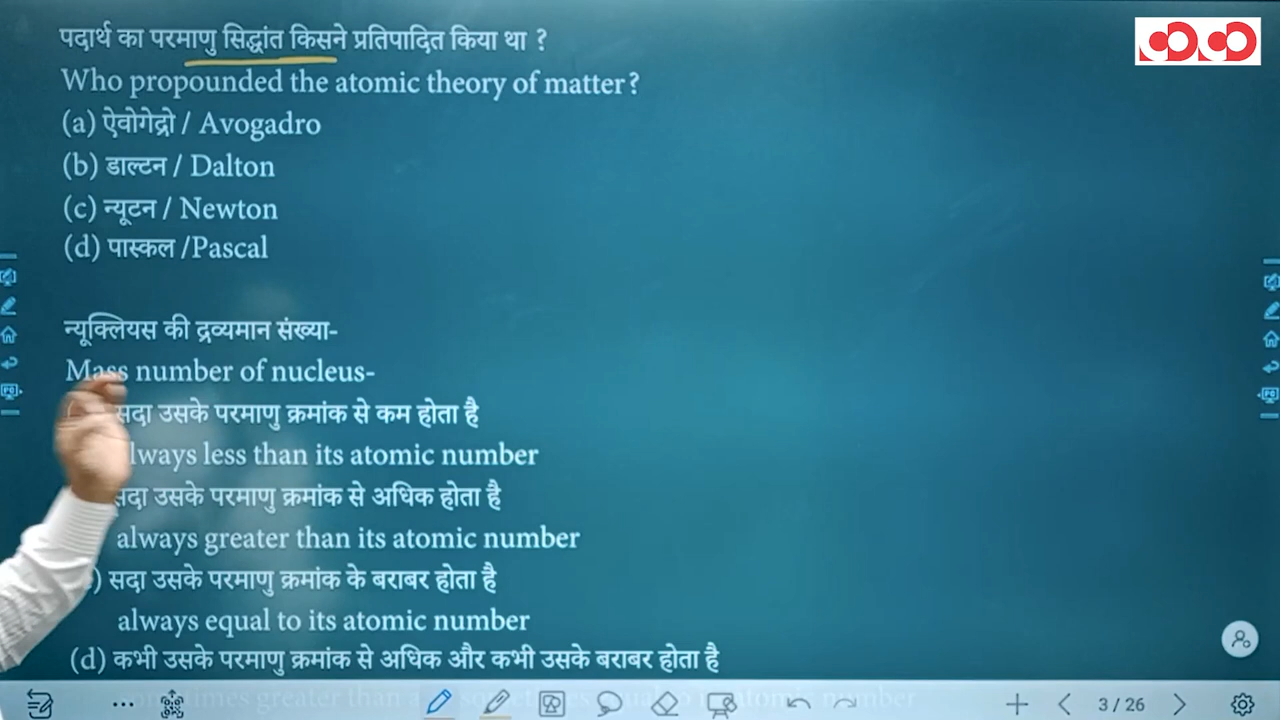 पदार्थ का परमाणु सिद्धांत किसने प्रतिपादित किया था ?
Who propounded the atomic theory of matter?
(a) ऐवोगेद्रो / Avogadro
(b) डाल्टन / Dalton
(c) न्यूटन / Newton
(d) पास्कल /Pascal
न्यूक्लियस की द्रव्यमान संख्या-
Mass number of nucleus-
सदा उसके परमाणु क्रमांक से कम होता है
lways less than its atomic number
सदा उसके परमाणु क्रमांक से अधिक होता है
always greater than its atomic number
) सदा उसके परमाणु क्रमांक के बराबर होता है
always equal to its atomic number
(d) कभी उसके परमाणु क्रमांक से अधिक और कभी उसके बराबर होता है
3 / 26